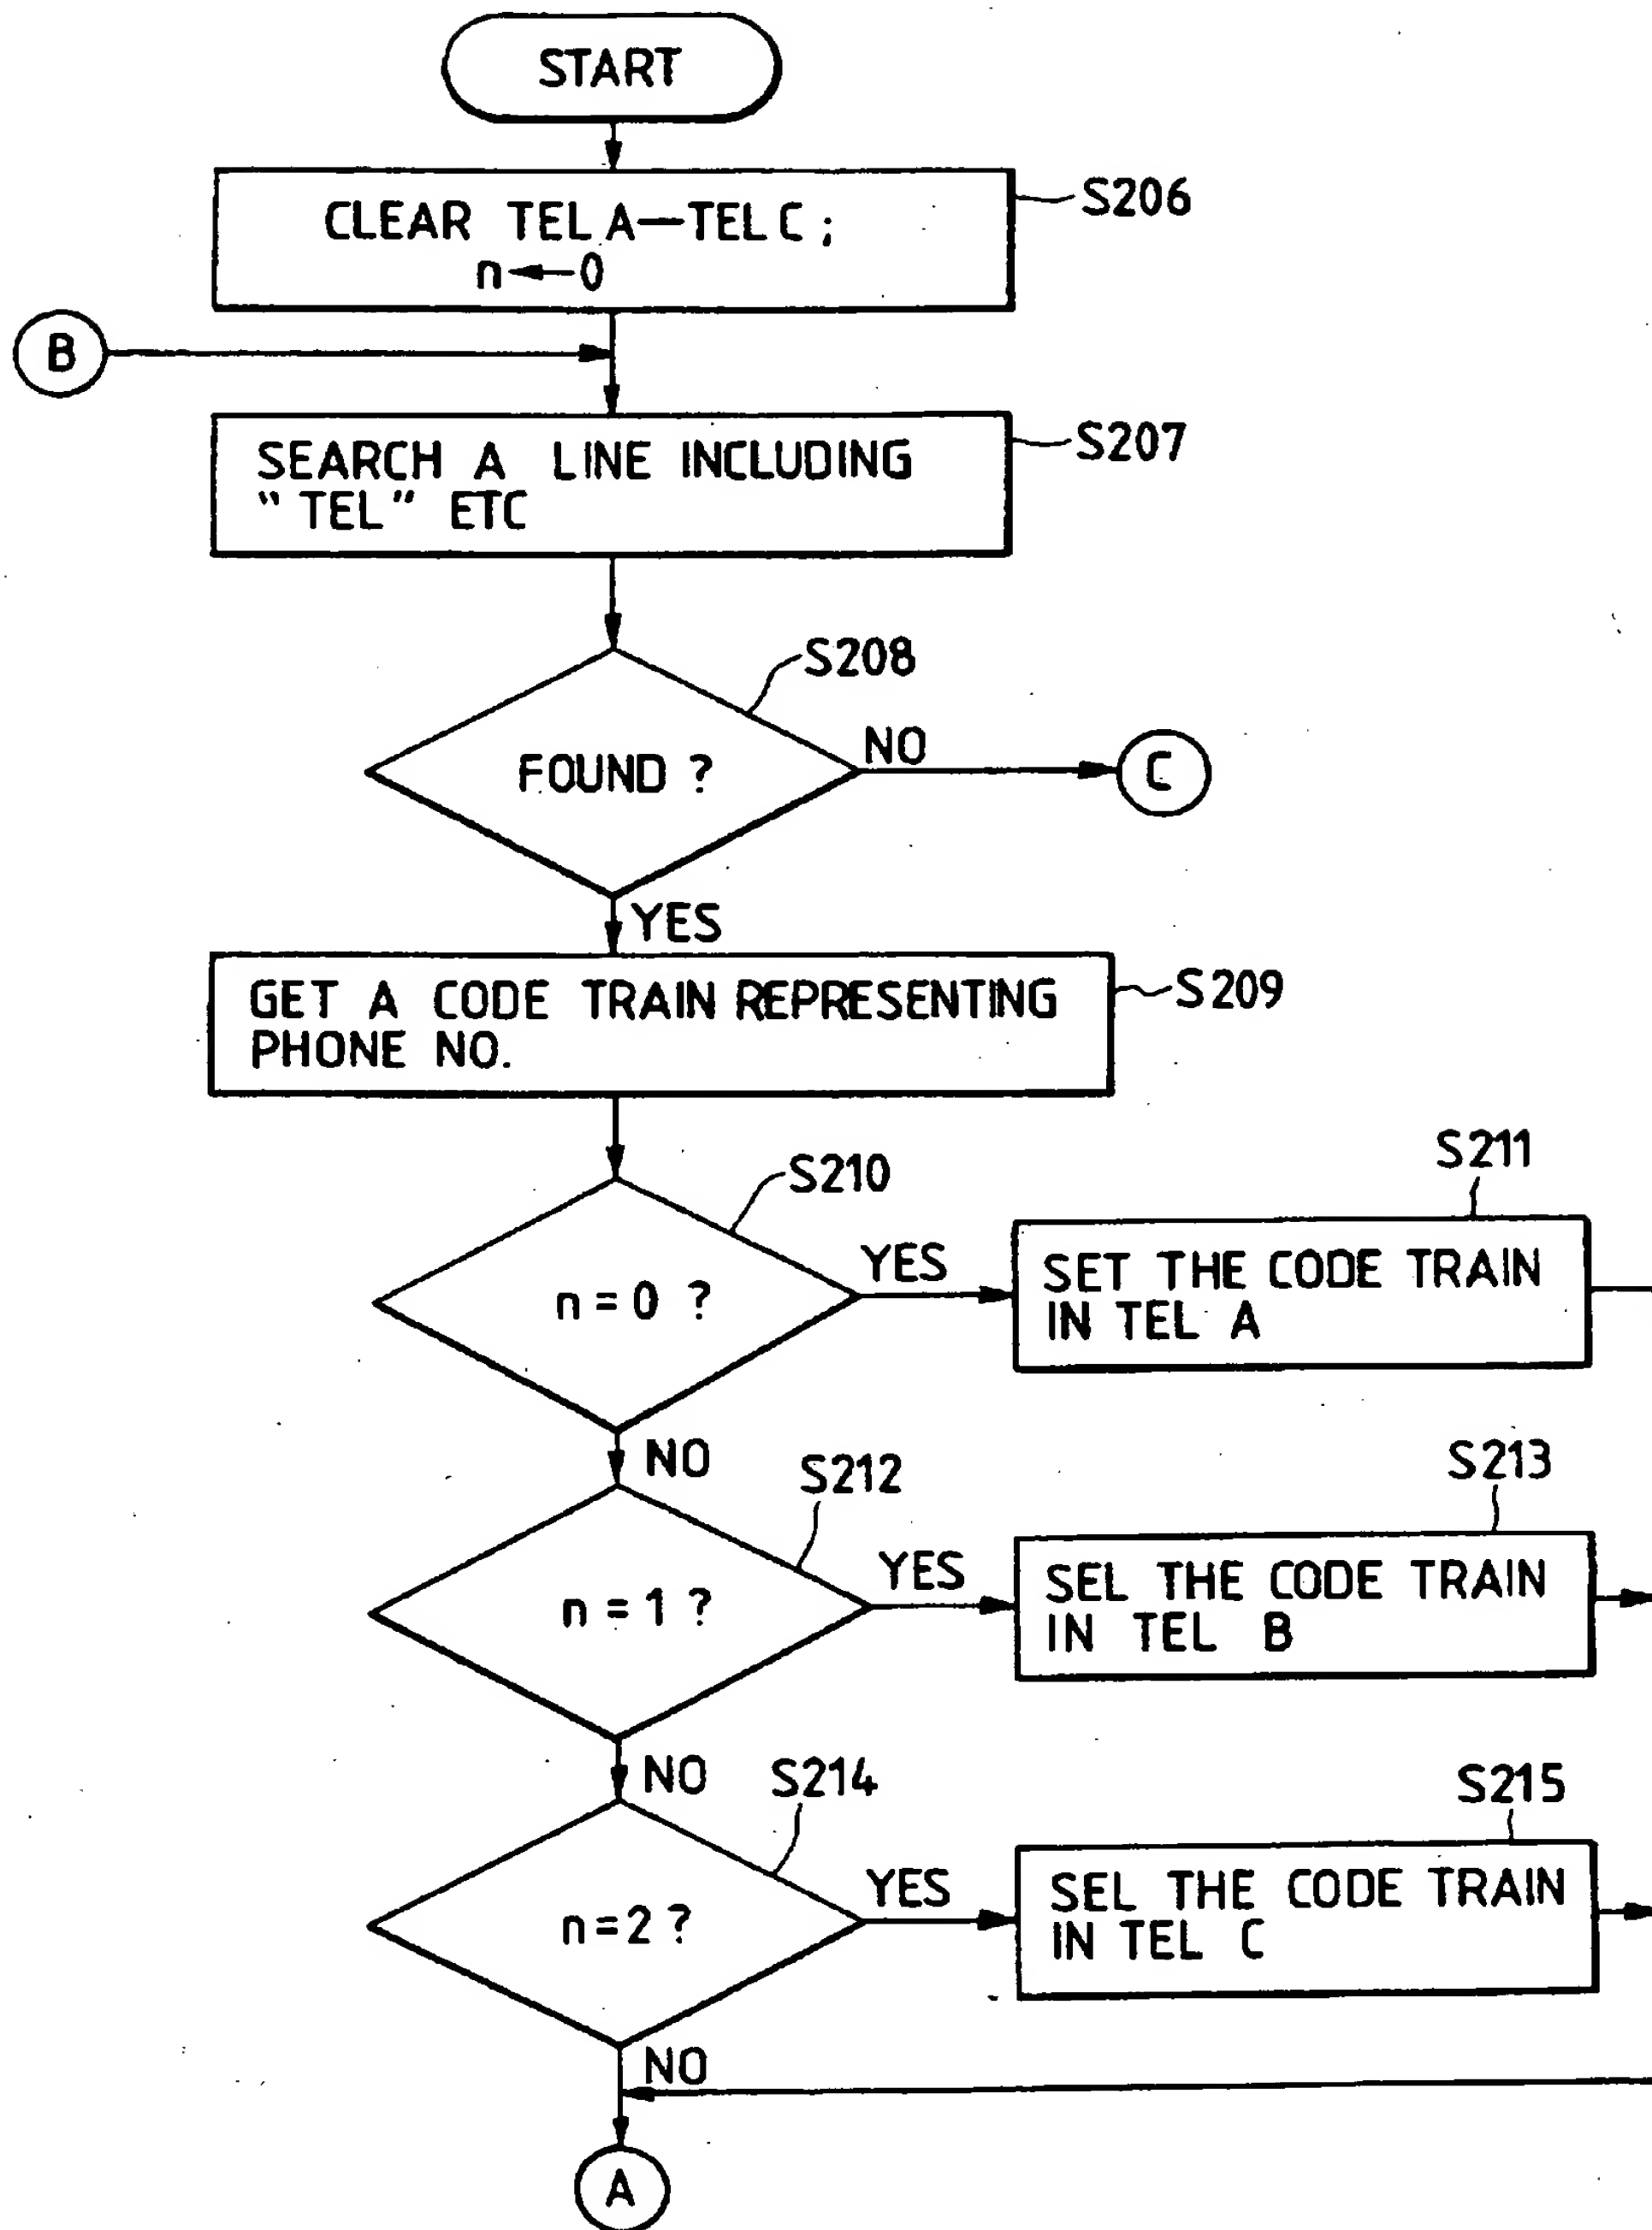 START
CLEAR TEL A—TEL C ;
n←0
S206
B
SEARCH A LINE INCLUDING
“TEL” ETC
S207
S208
FOUND ?
NO
C
YES
GET A CODE TRAIN REPRESENTING
PHONE NO.
S209
S210
n = 0 ?
YES
S211
SET THE CODE TRAIN
IN TEL A
NO
S212
n = 1 ?
YES
S213
SEL THE CODE TRAIN
IN TEL B
NO
S214
n = 2 ?
YES
S215
SEL THE CODE TRAIN
IN TEL C
NO
A